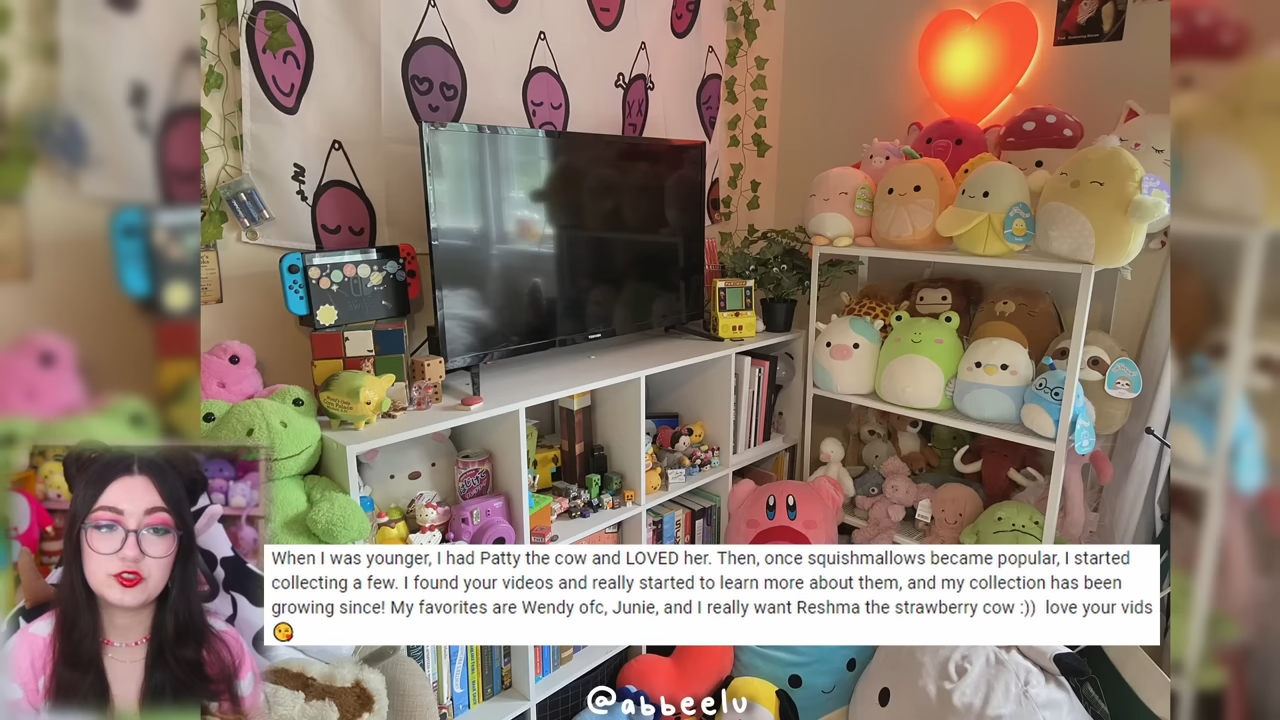 When I was younger, I had Patty the cow and LOVED her. Then, once squishmallows became popular, I started
collecting a few. I found your videos and really started to learn more about them, and my collection has been
growing since! My favorites are Wendy ofc, Junie, and I really want Reshma the strawberry cow :)) love your vids
😘
@abbeelu